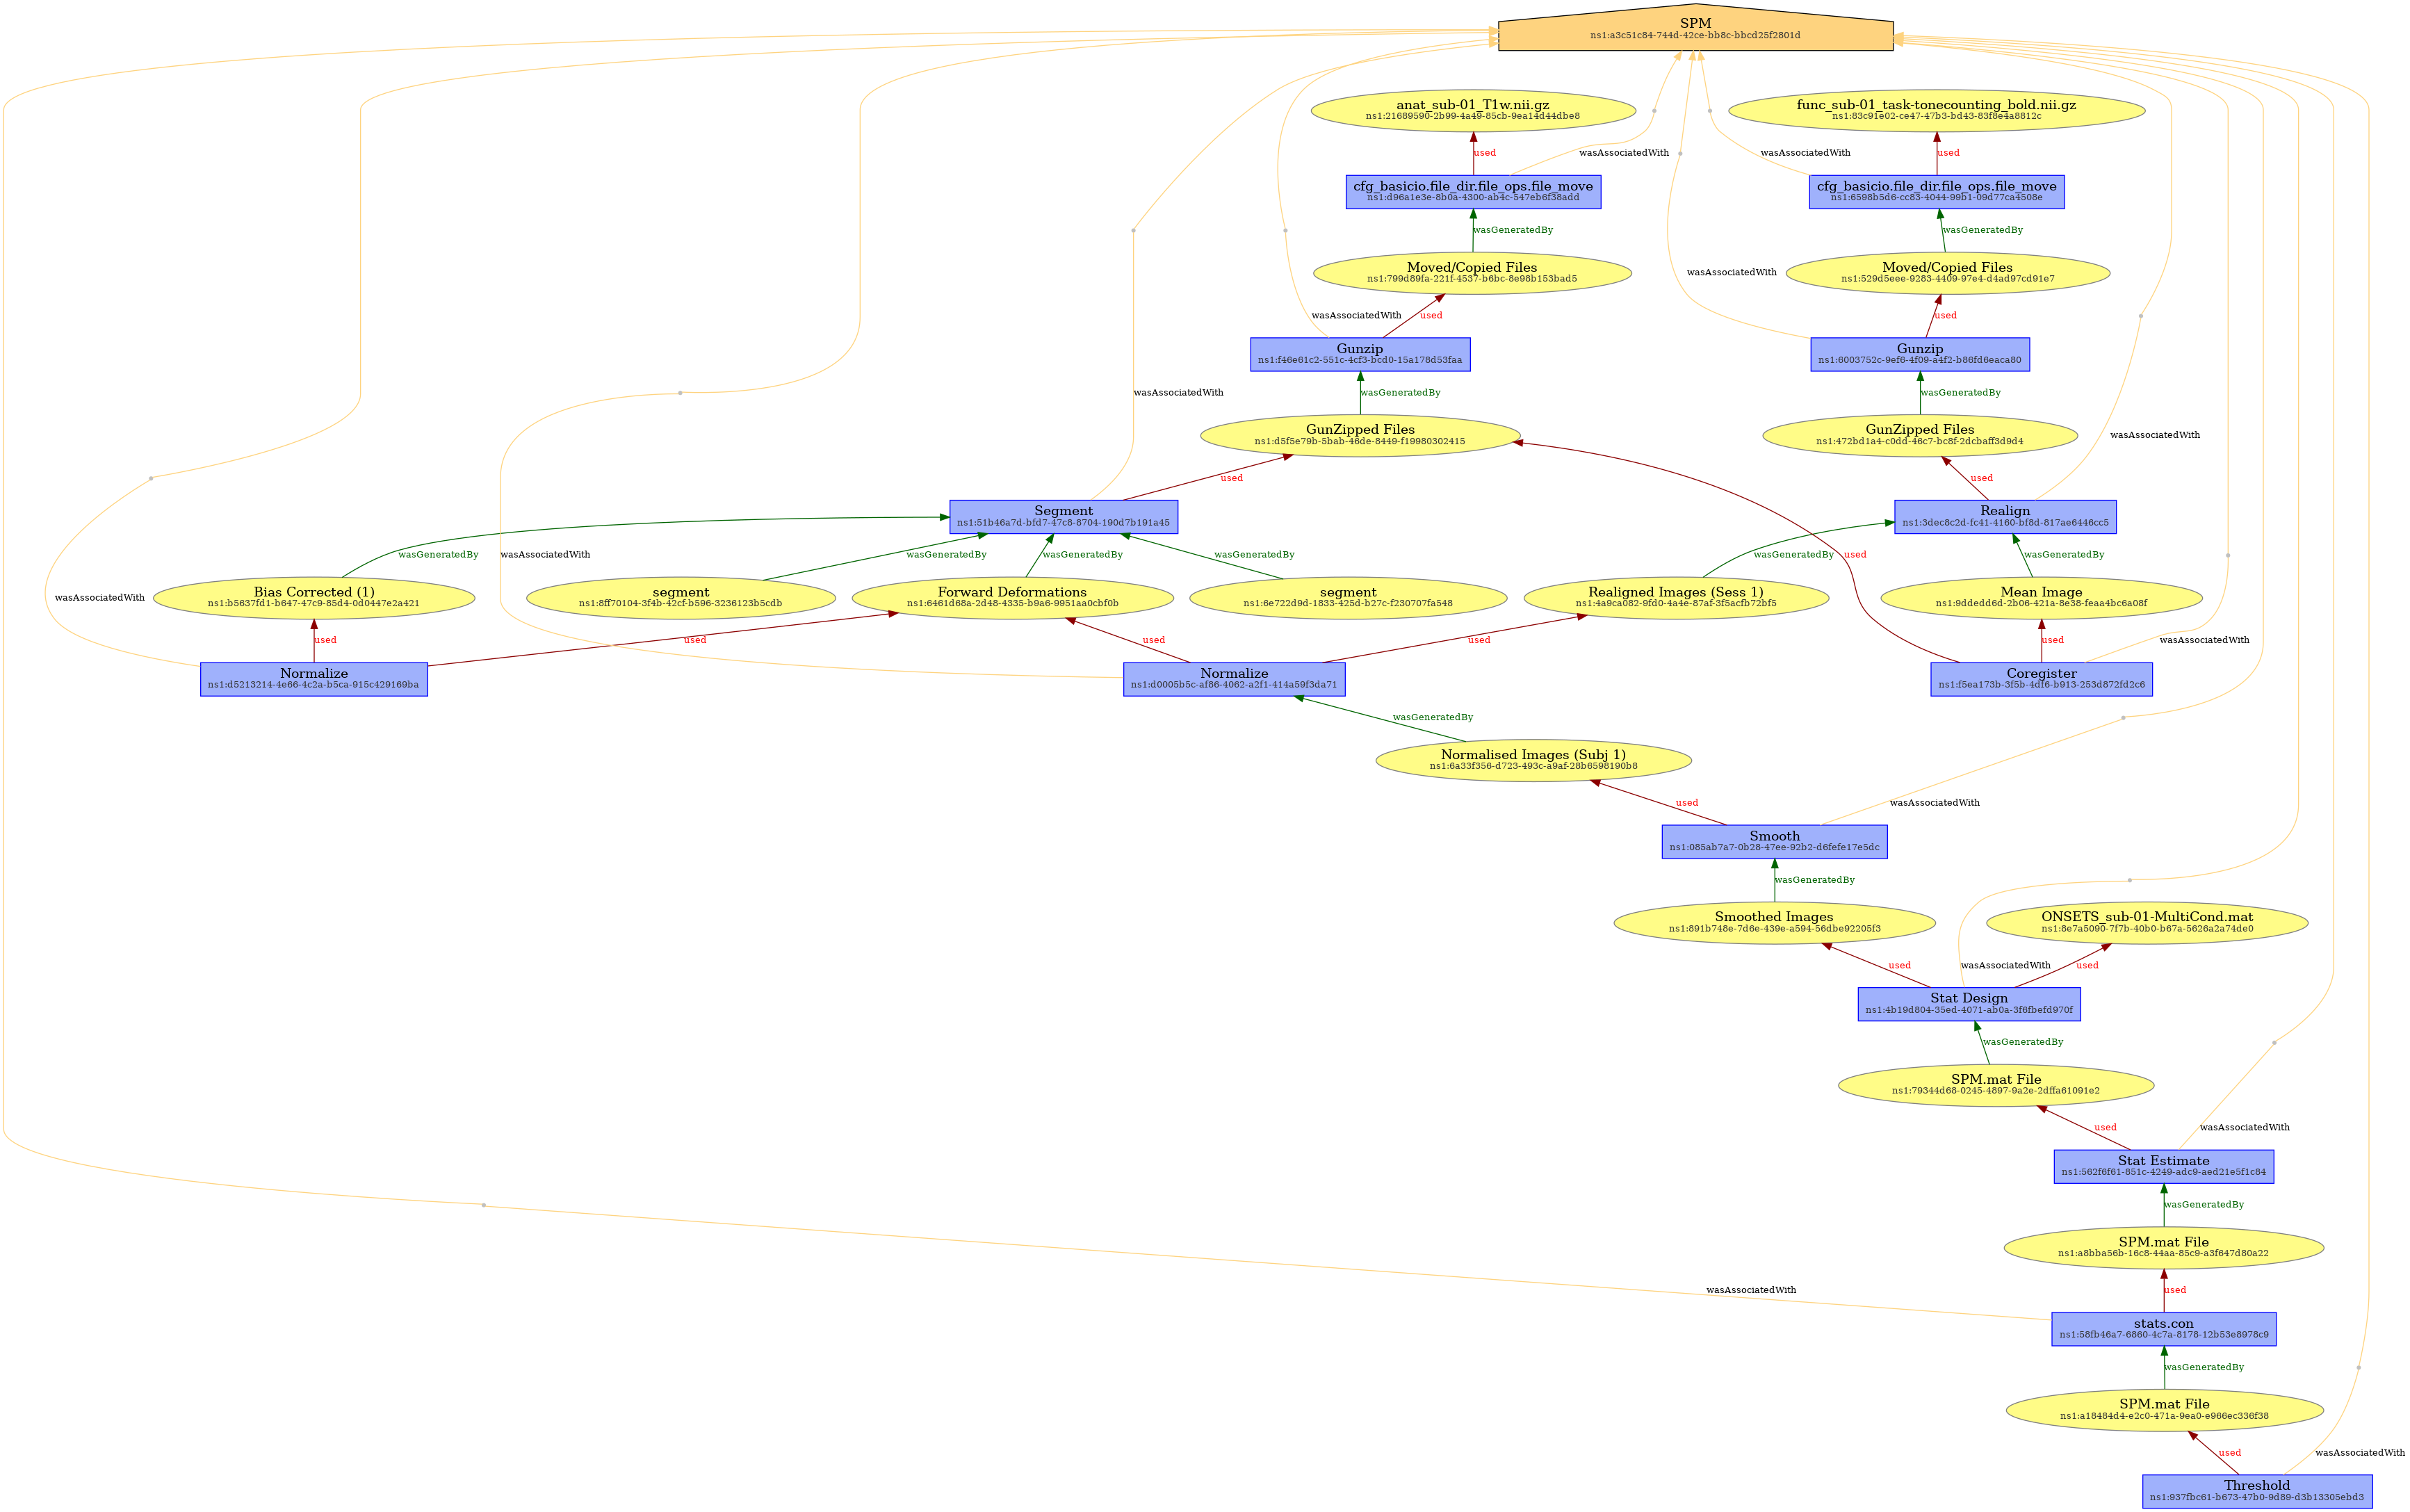 SPM
ns1:a3c51c84-744d-42ce-bb8c-bbcd25f2801d
anat_sub-01_T1w.nii.gz
ns1:21689590-2b99-4a49-85cb-9ea14d44dbe8
func_sub-01_task-tonecounting_bold.nii.gz
ns1:83c91e02-ce47-47b3-bd43-83f8e4a8812c
used
wasAssociatedWith
wasAssociatedWith
used
cfg_basicio.file_dir.file_ops.file_move
ns1:d96a1e3e-8b0a-4300-ab4c-547eb6f38add
cfg_basicio.file_dir.file_ops.file_move
ns1:6598b5d6-cc83-4044-99b1-09d77ca4508e
wasGeneratedBy
wasGeneratedBy
Moved/Copied Files
ns1:799d89fa-221f-4537-b6bc-8e98b153bad5
wasAssociatedWith
Moved/Copied Files
ns1:529d5eee-9283-4409-97e4-d4ad97cd91e7
wasAssociatedWith
used
used
Gunzip
ns1:f46e61c2-551c-4cf3-bcd0-15a178d53faa
Gunzip
ns1:6003752c-9ef6-4f09-a4f2-b86fd6eaca80
wasAssociatedWith
wasGeneratedBy
wasGeneratedBy
GunZipped Files
ns1:d5f5e79b-5bab-46de-8449-f19980302415
GunZipped Files
ns1:472bd1a4-c0dd-46c7-bc8f-2dcbaff3d9d4
wasAssociatedWith
used
used
Segment
ns1:51b46a7d-bfd7-47c8-8704-190d7b191a45
Realign
ns1:3dec8c2d-fc41-4160-bf8d-817ae6446cc5
wasGeneratedBy
wasAssociatedWith
wasGeneratedBy
wasGeneratedBy
wasGeneratedBy
wasGeneratedBy
used
wasGeneratedBy
wasAssociatedWith
Bias Corrected (1)
ns1:b5637fd1-b647-47c9-85d4-0d0447e2a421
segment
ns1:8ff70104-3f4b-42cf-b596-3236123b5cdb
Forward Deformations
ns1:6461d68a-2d48-4335-b9a6-9951aa0cbf0b
segment
ns1:6e722d9d-1833-425d-b27c-f230707fa548
Realigned Images (Sess 1)
ns1:4a9ca082-9fd0-4a4e-87af-3f5acfb72bf5
Mean Image
ns1:9ddedd6d-2b06-421a-8e38-feaa4bc6a08f
used
used
used
used
used
wasAssociatedWith
Normalize
ns1:d5213214-4e66-4c2a-b5ca-915c429169ba
Normalize
ns1:d0005b5c-af86-4062-a2f1-414a59f3da71
Coregister
ns1:f5ea173b-3f5b-4df6-b913-253d872fd2c6
wasGeneratedBy
Normalised Images (Subj 1)
ns1:6a33f356-d723-493c-a9af-28b6598190b8
used
wasAssociatedWith
Smooth
ns1:085ab7a7-0b28-47ee-92b2-d6fefe17e5dc
wasGeneratedBy
Smoothed Images
ns1:891b748e-7d6e-439e-a594-56dbe92205f3
ONSETS_sub-01-MultiCond.mat
ns1:8e7a5090-7f7b-40b0-b67a-5626a2a74de0
used
wasAssociatedWith
used
Stat Design
ns1:4b19d804-35ed-4071-ab0a-3f6fbefd970f
wasGeneratedBy
SPM.mat File
ns1:79344d68-0245-4897-9a2e-2dffa61091e2
used
wasAssociatedWith
Stat Estimate
ns1:562f6f61-851c-4249-adc9-aed21e5f1c84
wasGeneratedBy
SPM.mat File
ns1:a8bba56b-16c8-44aa-85c9-a3f647d80a22
wasAssociatedWith
used
stats.con
ns1:58fb46a7-6860-4c7a-8178-12b53e8978c9
wasGeneratedBy
SPM.mat File
ns1:a18484d4-e2c0-471a-9ea0-e966ec336f38
used
wasAssociatedWith
Threshold
ns1:937fbc61-b673-47b0-9d89-d3b13305ebd3